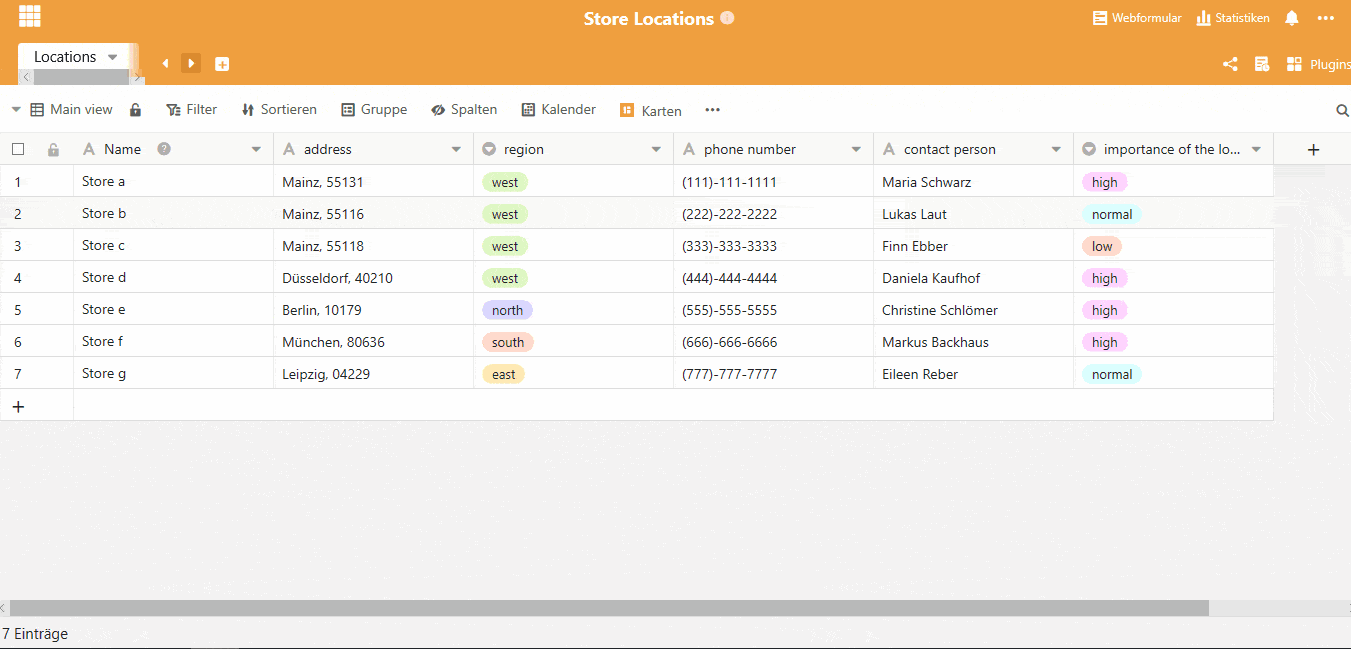 Store Locations
Webformular Statistiken
Locations
Plugins
Main view Filter Sortieren Gruppe Spalten Kalender Karten
Name address region phone number contact person importance of the lo...
1 Store a Mainz, 55131 west (111)-111-1111 Maria Schwarz high
2 Store b Mainz, 55116 west (222)-222-2222 Lukas Laut normal
3 Store c Mainz, 55118 west (333)-333-3333 Finn Ebber low
4 Store d Düsseldorf, 40210 west (444)-444-4444 Daniela Kaufhof high
5 Store e Berlin, 10179 north (555)-555-5555 Christine Schlömer high
6 Store f München, 80636 south (666)-666-6666 Markus Backhaus high
7 Store g Leipzig, 04229 east (777)-777-7777 Eileen Reber normal
7 Einträge